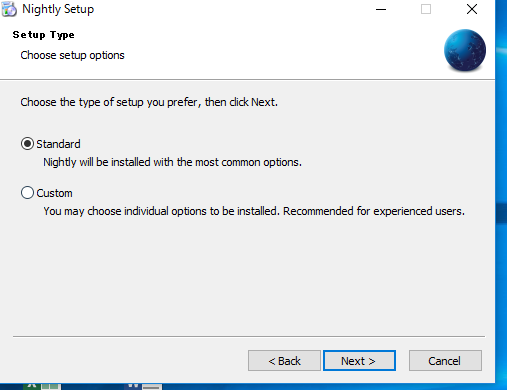 Nightly Setup
Setup Type
Choose setup options
Choose the type of setup you prefer, then click Next.
Standard
Nightly will be installed with the most common options.
Custom
You may choose individual options to be installed. Recommended for experienced users.
< Back
Next >
Cancel